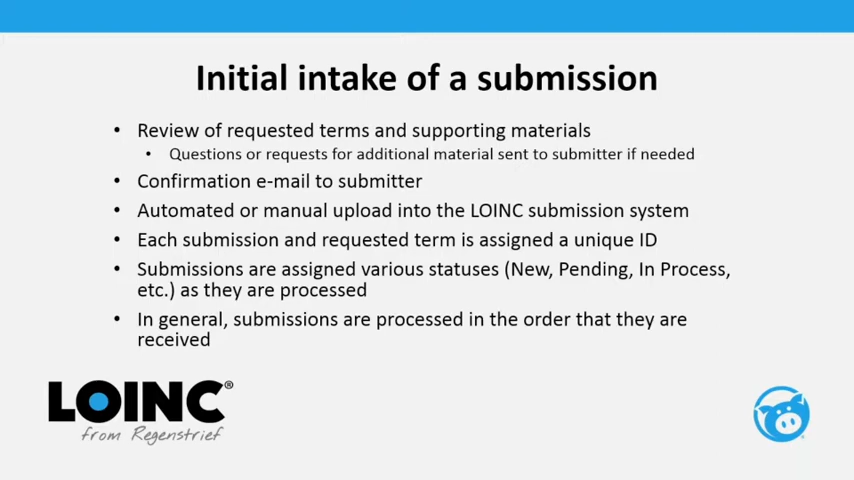 Initial intake of a submission
• Review of requested terms and supporting materials
• Questions or requests for additional material sent to submitter if needed
• Confirmation e-mail to submitter
• Automated or manual upload into the LOINC submission system
• Each submission and requested term is assigned a unique ID
• Submissions are assigned various statuses (New, Pending, In Process,
etc.) as they are processed
• In general, submissions are processed in the order that they are
received
LOINC®
from Regenstrief